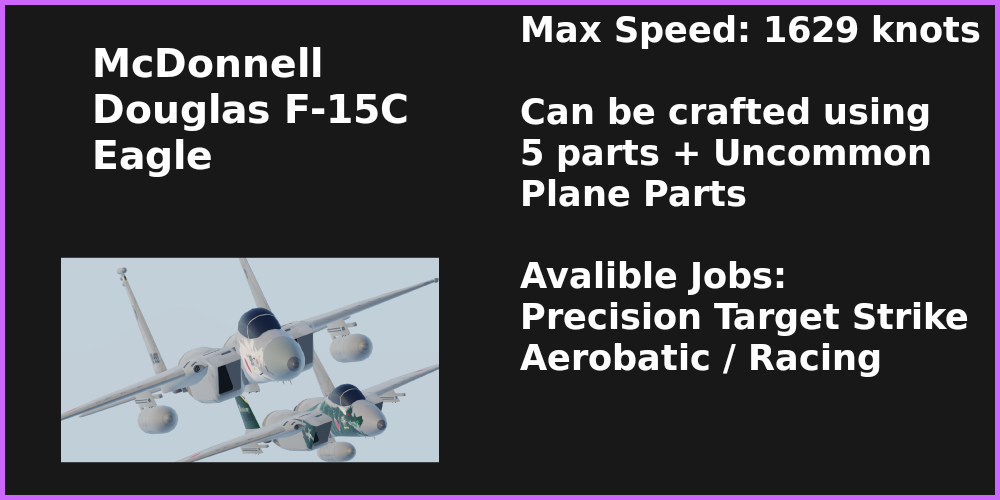 McDonnell
Douglas F-15C
Eagle
Max Speed: 1629 knots
Can be crafted using
5 parts + Uncommon
Plane Parts
Avalible Jobs:
Precision Target Strike
Aerobatic / Racing